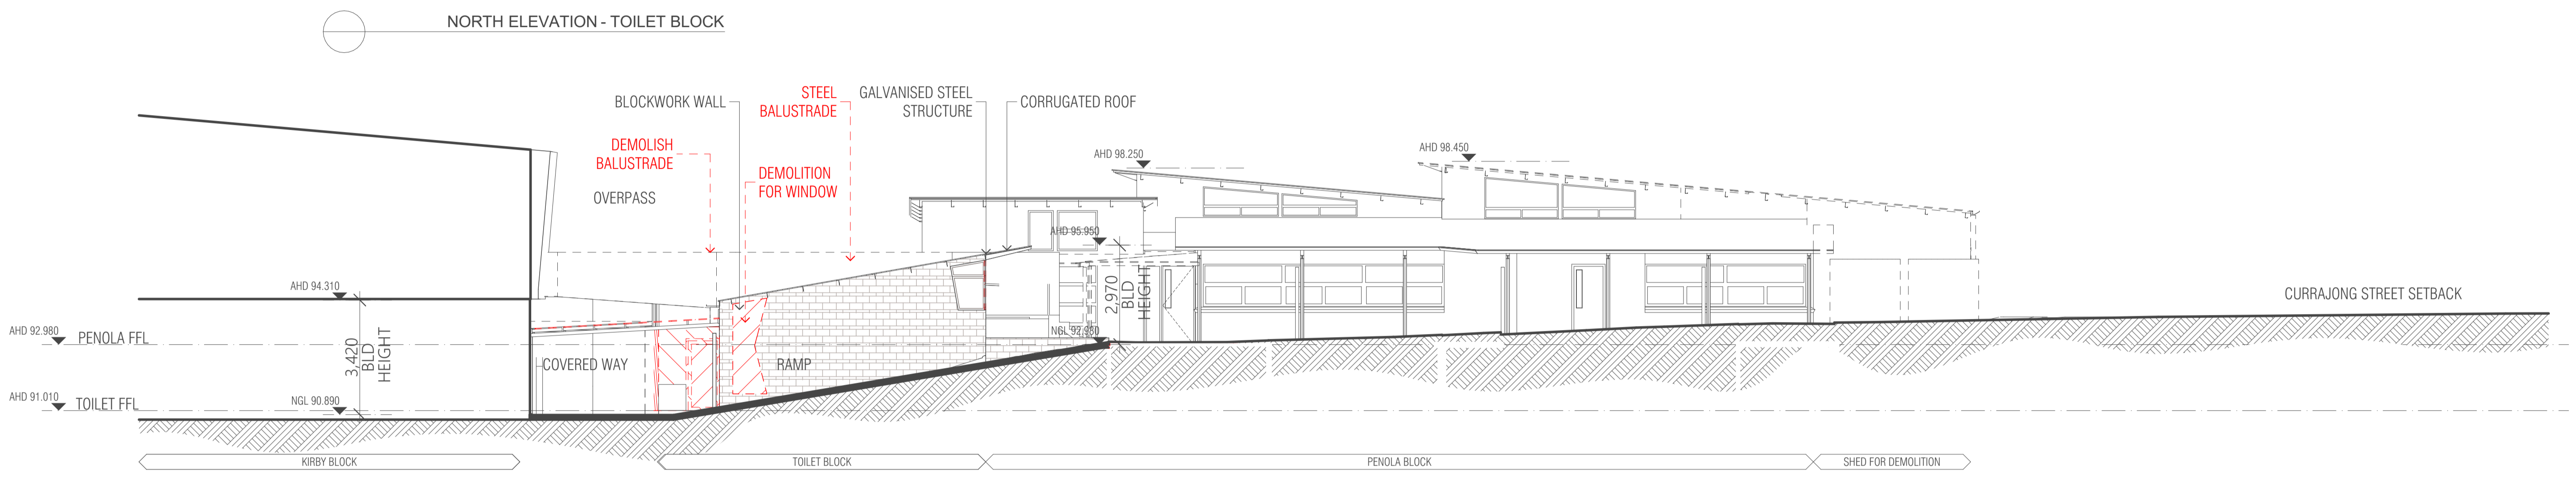 NORTH ELEVATION - TOILET BLOCK
BLOCKWORK WALL
STEEL
BALUSTRADE
GALVANISED STEEL
STRUCTURE
CORRUGATED ROOF
DEMOLISH
BALUSTRADE
DEMOLITION
FOR WINDOW
OVERPASS
AHD 98.250
AHD 98.450
AHD 95.950
2,970
BLD
HEIGHT
NGL 92.980
AHD 94.310
CURRAJONG STREET SETBACK
AHD 92.980
PENOLA FFL
3,420
BLD
HEIGHT
COVERED WAY
RAMP
AHD 91.010
TOILET FFL
NGL 90.890
KIRBY BLOCK
TOILET BLOCK
PENOLA BLOCK
SHED FOR DEMOLITION